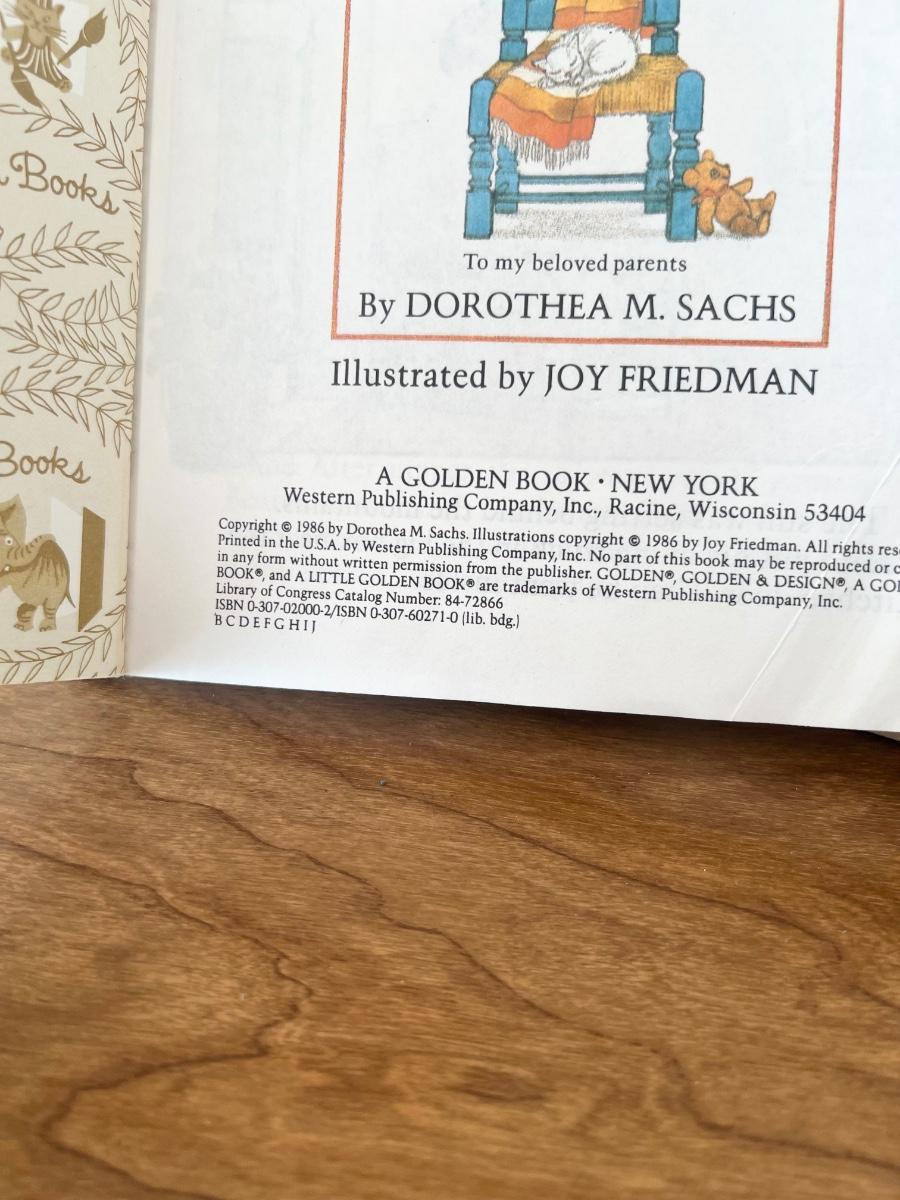 Books
Books
To my beloved parents
By DOROTHEA M. SACHS
Illustrated by JOY FRIEDMAN
A GOLDEN BOOK • NEW YORK
Western Publishing Company, Inc., Racine, Wisconsin 53404
Copyright © 1986 by Dorothea M. Sachs. Illustrations copyright © 1986 by Joy Friedman. All rights
Printed in the U.S.A. by Western Publishing Company, Inc. No part of this book may be reproduced or
in any form without written permission from the publisher. GOLDEN®, GOLDEN & DESIGN®, A
BOOK®, and A LITTLE GOLDEN BOOK® are trademarks of Western Publishing Company, Inc.
Library of Congress Catalog Number: 84-72866
ISBN 0-307-02000-2/ISBN 0-307-60271-0 (lib. bdg.)
B C D E F G H I J